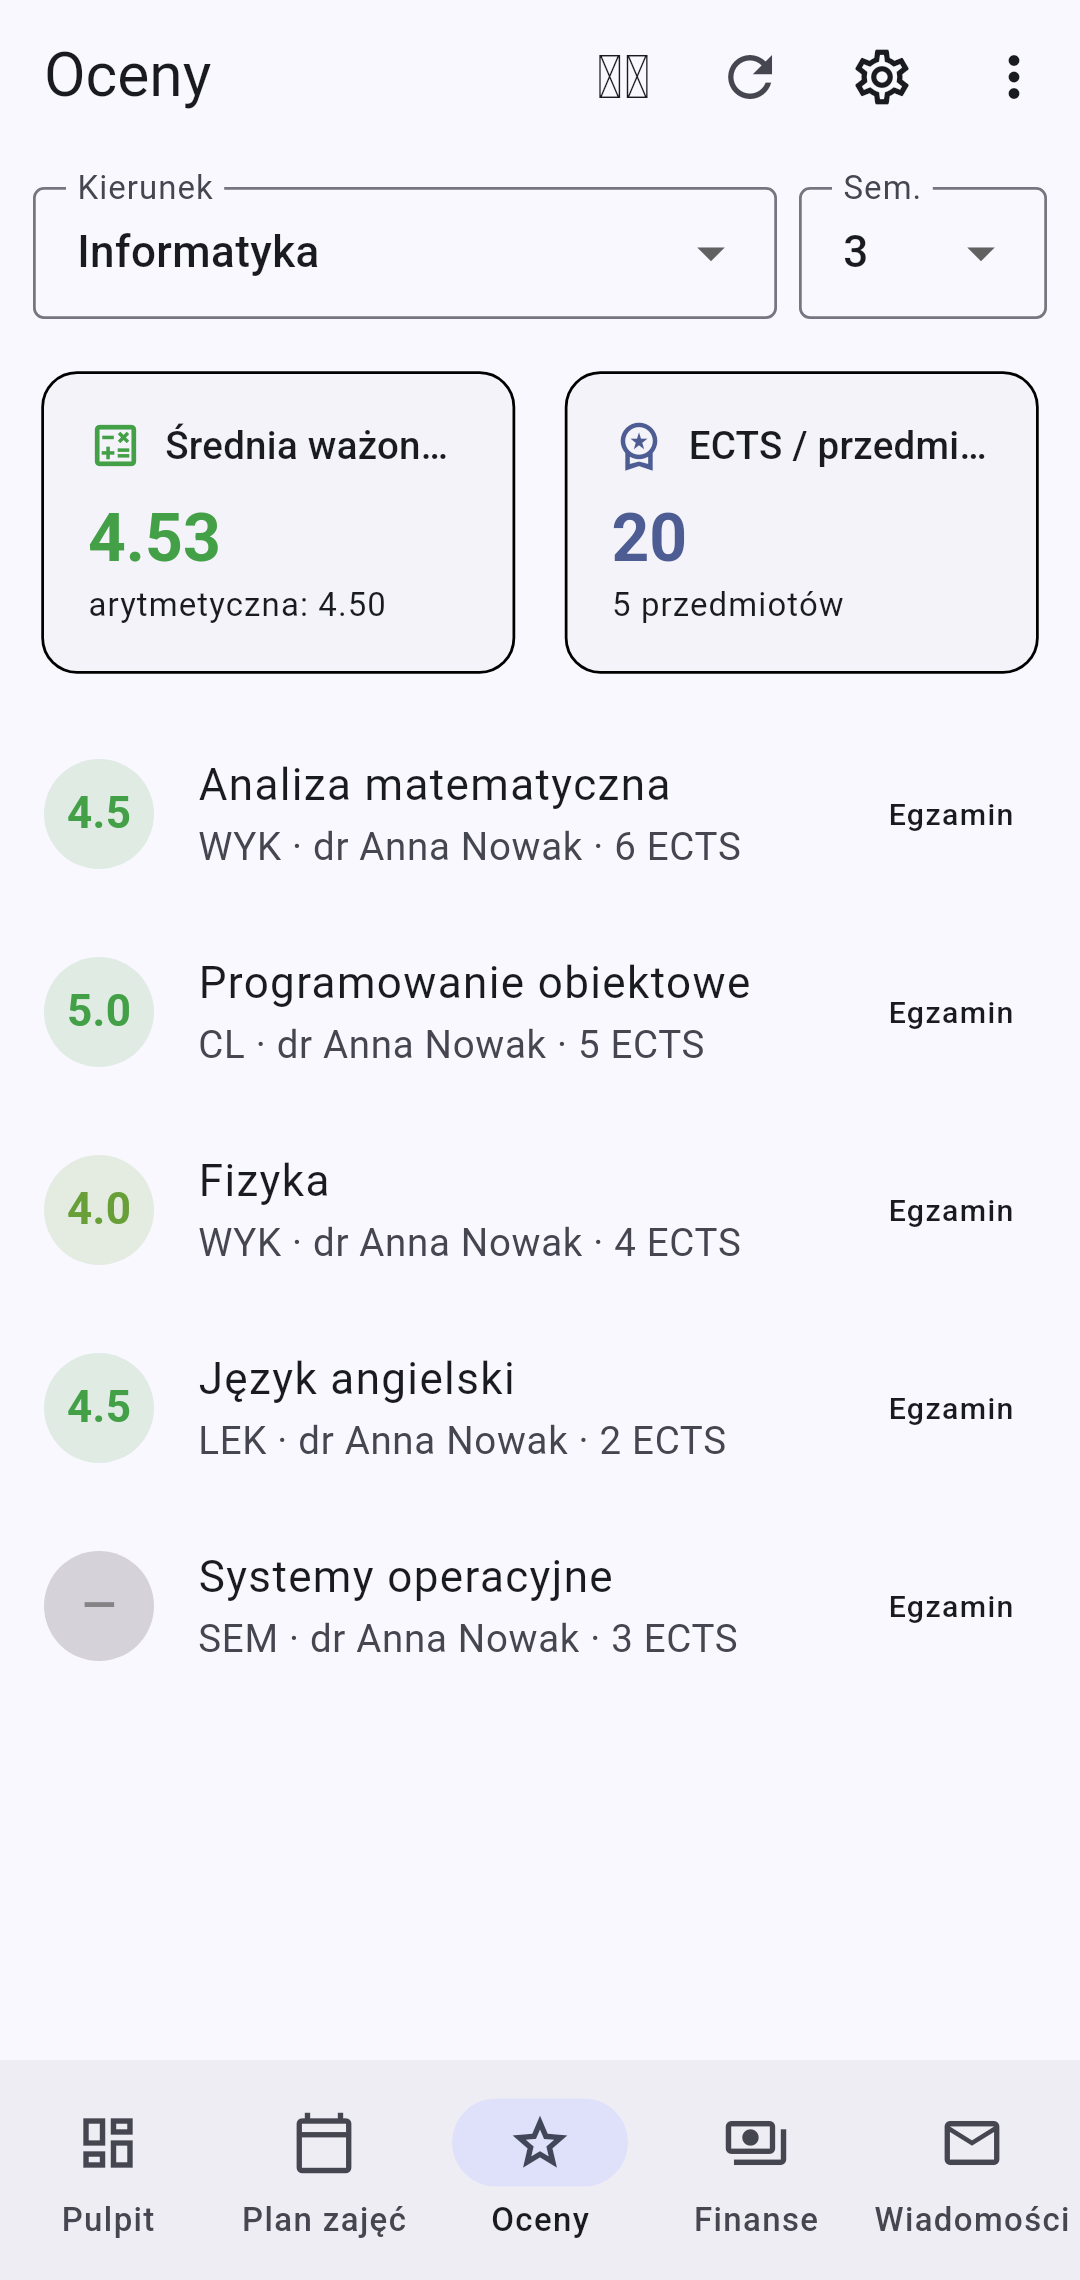 Oceny
Kierunek
Sem.
Informatyka
3
Średnia ważon...
ECTS / przedmi...
4.53
20
arytmetyczna: 4.50
5 przedmiotów
4.5
Analiza matematyczna
WYK · dr Anna Nowak · 6 ECTS
Egzamin
5.0
Programowanie obiektowe
CL · dr Anna Nowak · 5 ECTS
Egzamin
4.0
Fizyka
WYK · dr Anna Nowak · 4 ECTS
Egzamin
4.5
Język angielski
LEK · dr Anna Nowak · 2 ECTS
Egzamin
–
Systemy operacyjne
SEM · dr Anna Nowak · 3 ECTS
Egzamin
Pulpit
Plan zajęć
Oceny
Finanse
Wiadomości